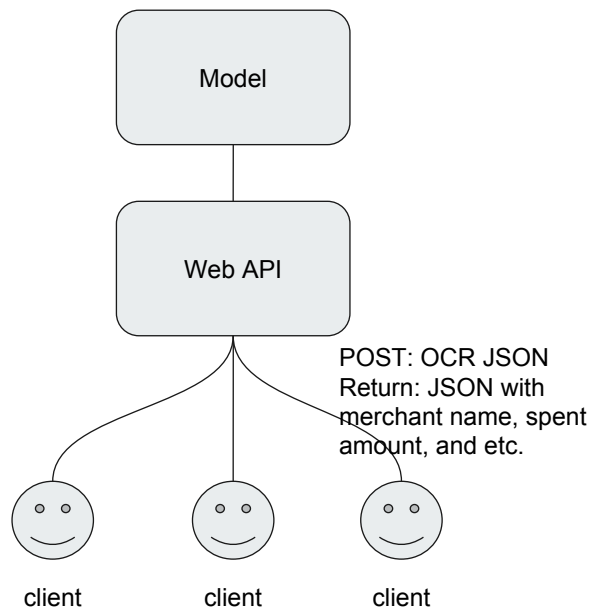 Model
Web API
POST: OCR JSON
Return: JSON with
merchant name, spent
amount, and etc.
client
client
client